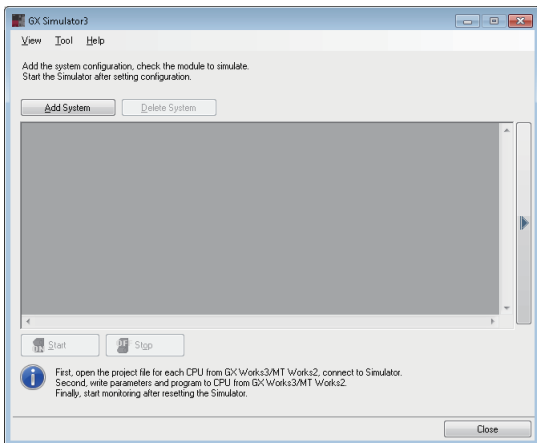 GX Simulator3
View Tool Help
Add the system configuration, check the module to simulate.
Start the Simulator after setting configuration.
Add System Delete System
Start Stop
First, open the project file for each CPU from GX Works3/MT Works2, connect to Simulator.
Second, write parameters and program to CPU from GX Works3/MT Works2.
Finally, start monitoring after resetting the Simulator.
Close